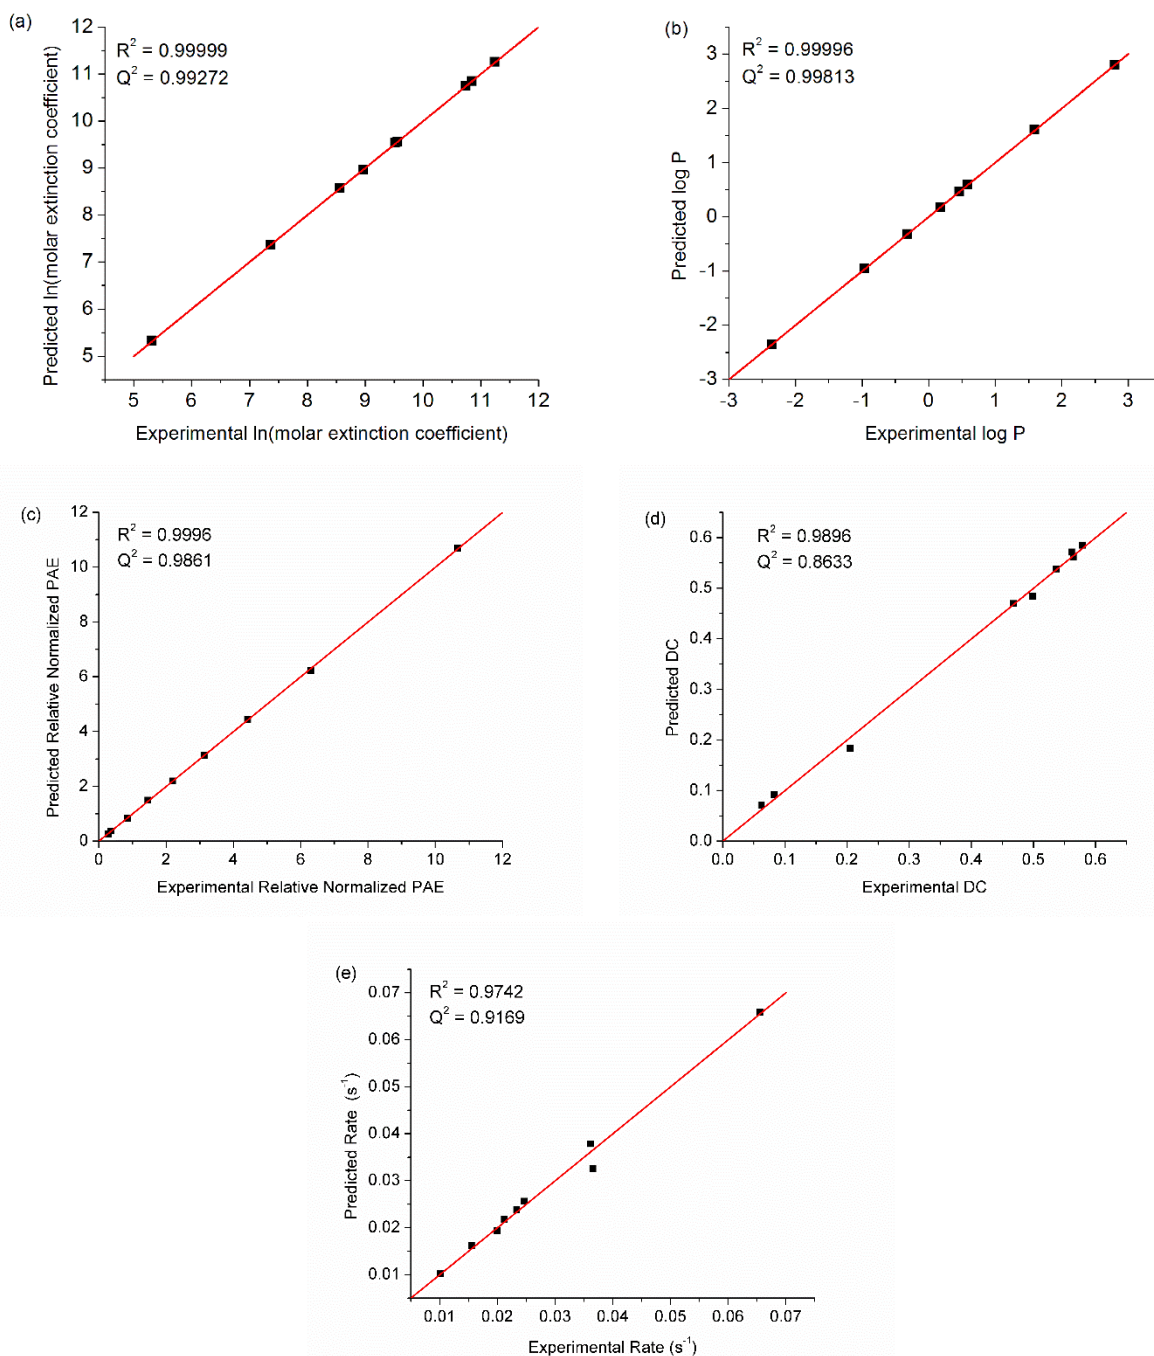 (a)
R² = 0.99999
Q² = 0.99272
Predicted ln(molar extinction coefficient)
12
11
10
9
8
7
6
5
5 6 7 8 9 10 11 12
Experimental ln(molar extinction coefficient)
(b)
R² = 0.99996
Q² = 0.99813
Predicted log P
3
2
1
0
-1
-2
-3
-3 -2 -1 0 1 2 3
Experimental log P
(c)
R² = 0.9996
Q² = 0.9861
Predicted Relative Normalized PAE
12
10
8
6
4
2
0
0 2 4 6 8 10 12
Experimental Relative Normalized PAE
(d)
R² = 0.9896
Q² = 0.8633
Predicted DC
0.6
0.5
0.4
0.3
0.2
0.1
0.0
0.0 0.1 0.2 0.3 0.4 0.5 0.6
Experimental DC
(e)
R² = 0.9742
Q² = 0.9169
Predicted Rate (s⁻¹)
0.07
0.06
0.05
0.04
0.03
0.02
0.01
0.01 0.02 0.03 0.04 0.05 0.06 0.07
Experimental Rate (s⁻¹)